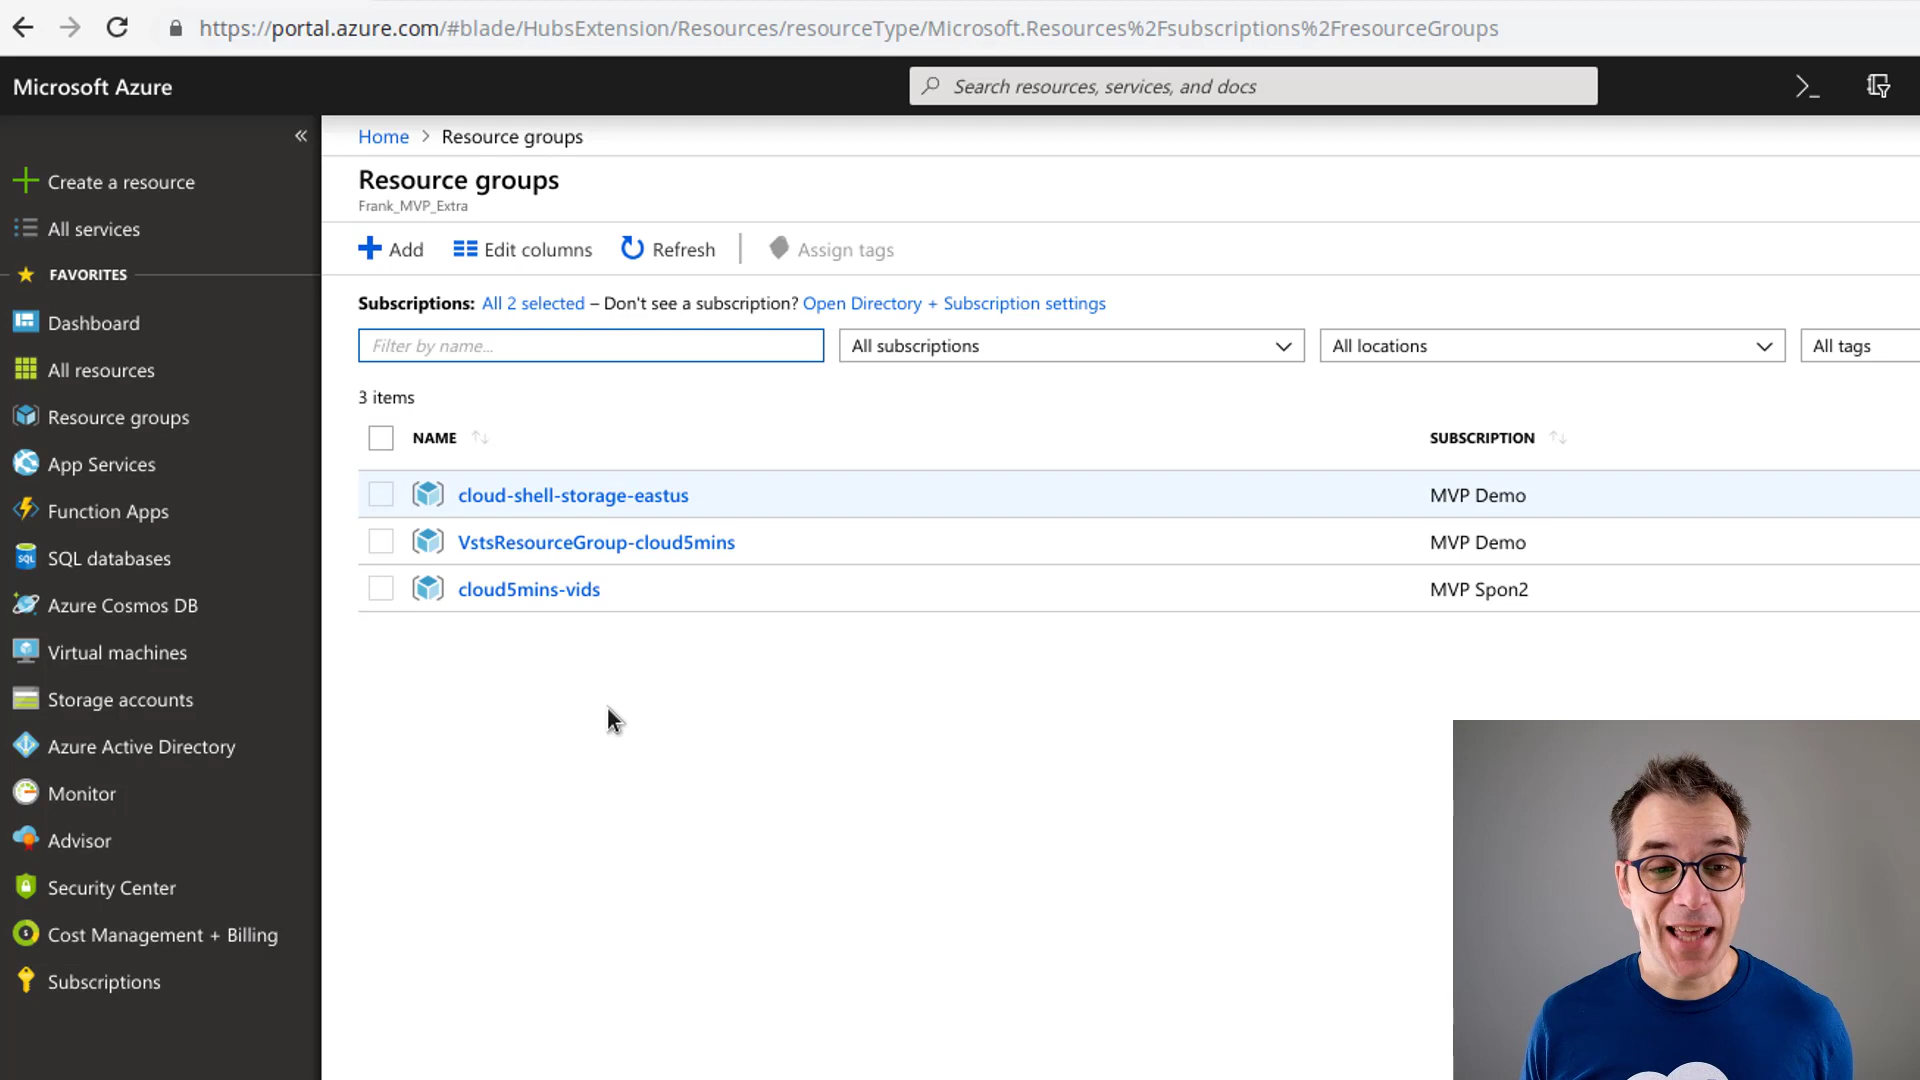 https://portal.azure.com/#blade/HubsExtension/Resources/resourceType/Microsoft.Resources%2Fsubscriptions%2FresourceGroups
Microsoft Azure
Search resources, services, and docs
Create a resource
All services
FAVORITES
Dashboard
All resources
Resource groups
App Services
Function Apps
SQL databases
Azure Cosmos DB
Virtual machines
Storage accounts
Azure Active Directory
Monitor
Advisor
Security Center
Cost Management + Billing
Subscriptions
Home > Resource groups
Resource groups
Frank_MVP_Extra
Add Edit columns Refresh Assign tags
Subscriptions: All 2 selected – Don't see a subscription? Open Directory + Subscription settings
Filter by name... All subscriptions All locations All tags
3 items
NAME SUBSCRIPTION
cloud-shell-storage-eastus MVP Demo
VstsResourceGroup-cloud5mins MVP Demo
cloud5mins-vids MVP Spon2